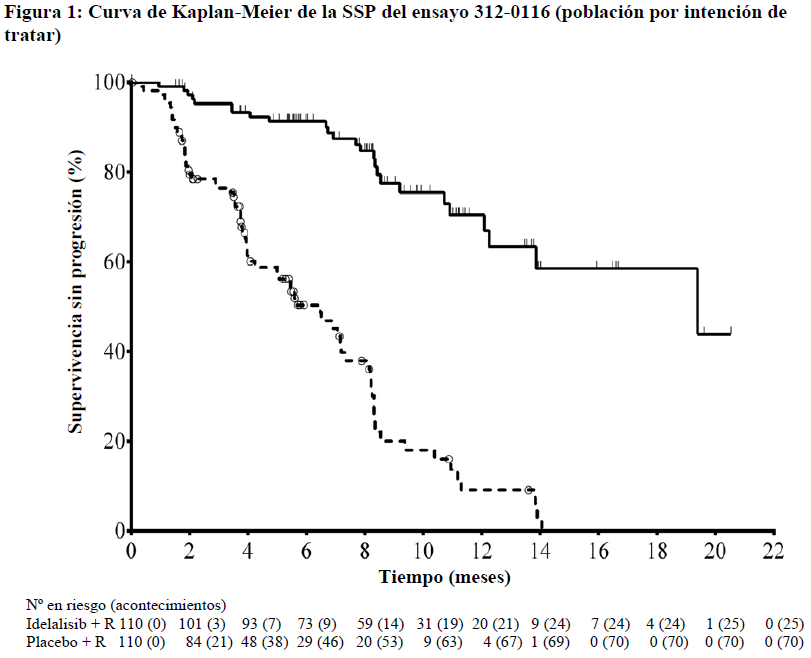 Figura 1: Curva de Kaplan-Meier de la SSP del ensayo 312-0116 (población por intención de
tratar)
Supervivencia sin progresión (%)
100
80
60
40
20
0
0 2 4 6 8 10 12 14 16 18 20 22
Tiempo (meses)
Nº en riesgo (acontecimientos)
Idelalisib + R 110 (0) 101 (3) 93 (7) 73 (9) 59 (14) 31 (19) 20 (21) 9 (24) 7 (24) 4 (24) 1 (25) 0 (25)
Placebo + R 110 (0) 84 (21) 48 (38) 29 (46) 20 (53) 9 (63) 4 (67) 1 (69) 0 (70) 0 (70) 0 (70) 0 (70)